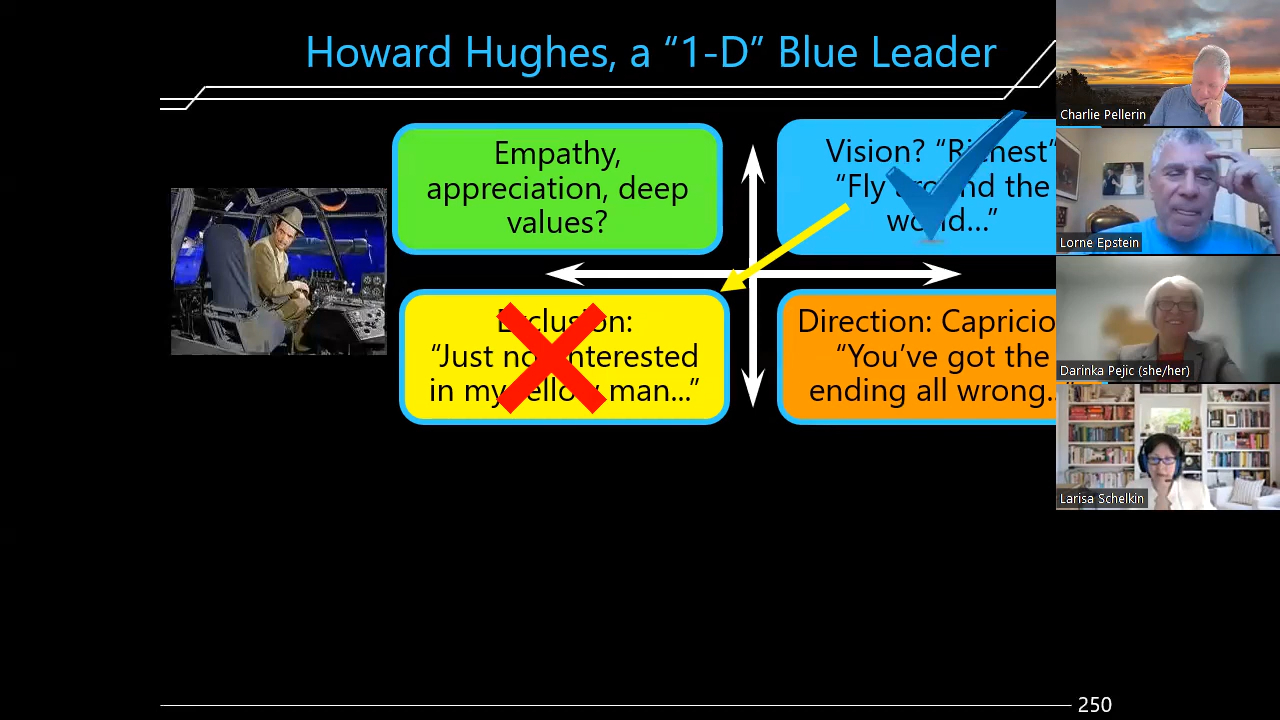 Howard Hughes, a “1-D” Blue Leader
Empathy,
appreciation, deep
values?
Vision? “Richest”
“Fly around the
world...”
Exclusion:
“Just not interested
in my fellow man...”
Direction: Capricio
“You’ve got the
ending all wrong..
250
Charlie Pellerin
Lorne Epstein
Darinka Pejic (she/her)
Larisa Schelkin